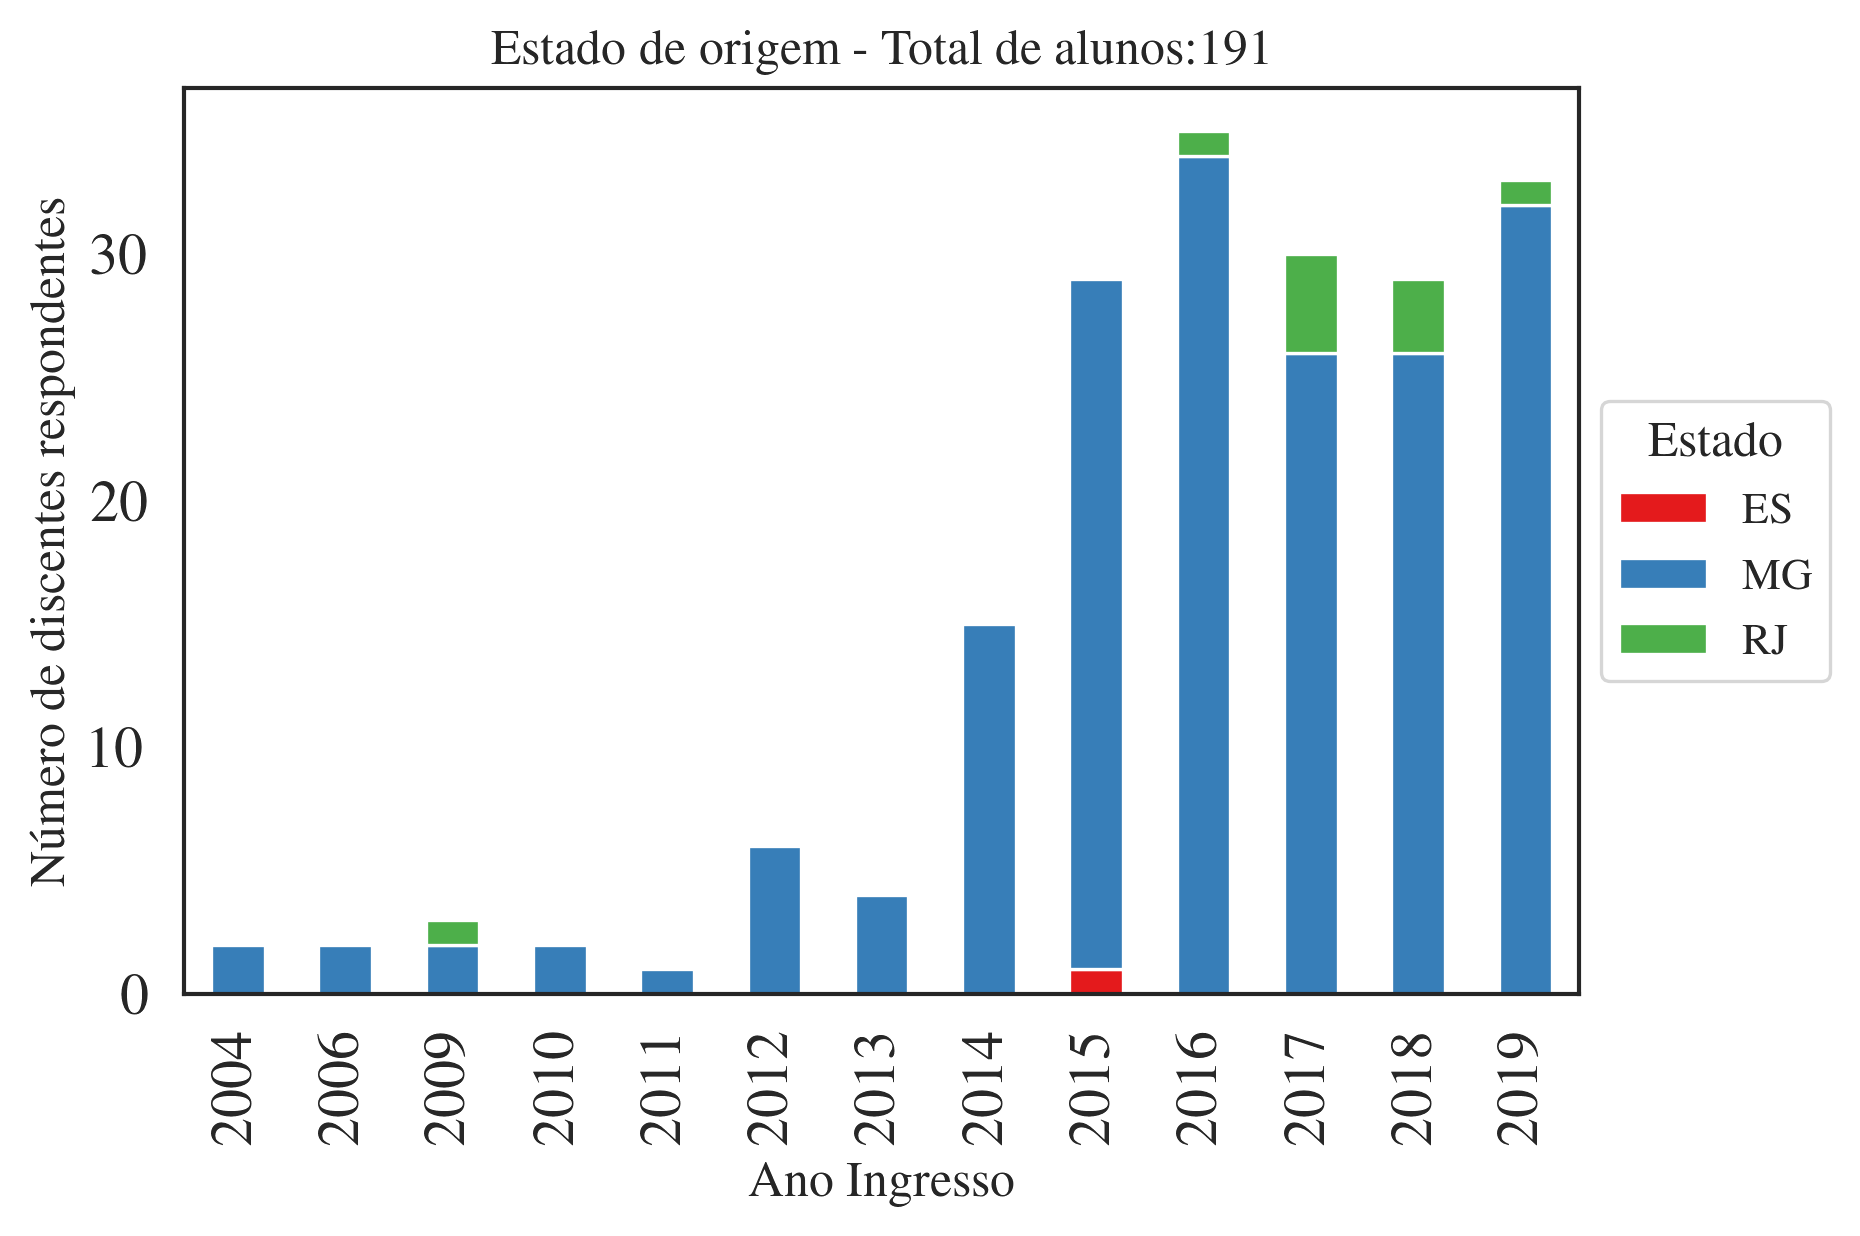 Estado de origem - Total de alunos:191
Número de discentes respondentes
30
20
10
0
2004
2006
2009
2010
2011
2012
2013
2014
2015
2016
2017
2018
2019
Ano Ingresso
Estado
ES
MG
RJ